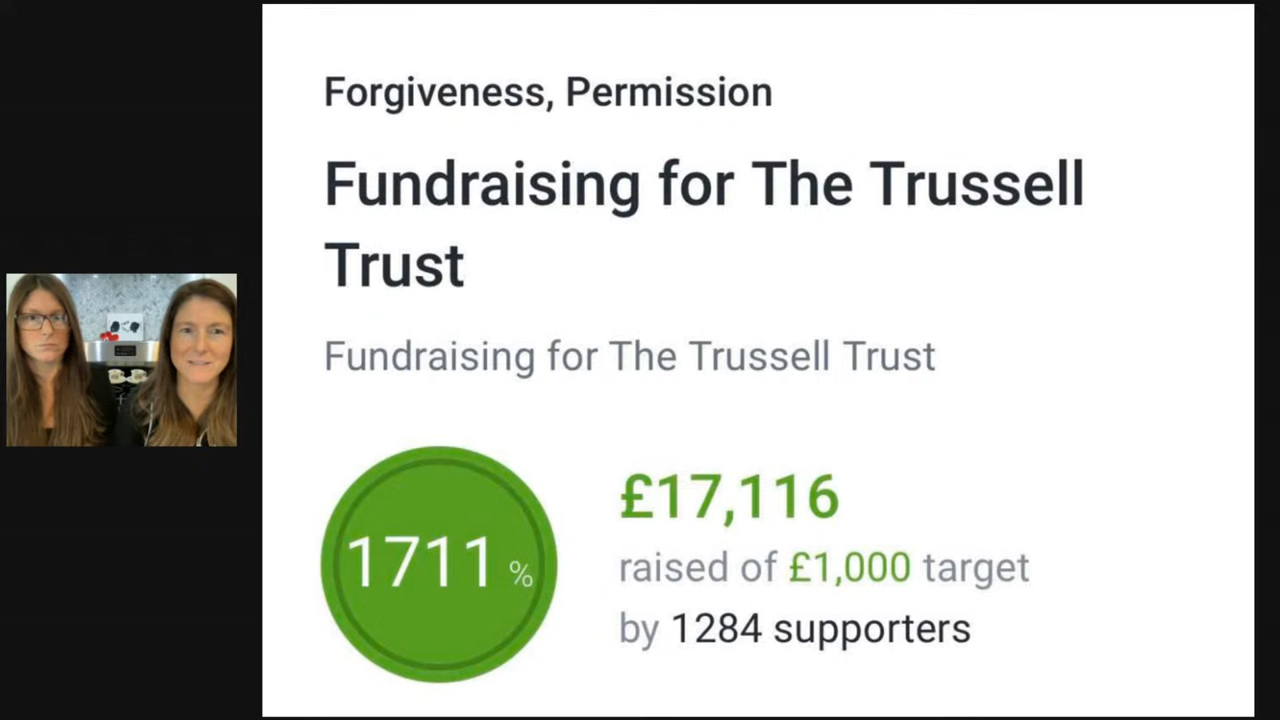 Forgiveness, Permission
Fundraising for The Trussell
Trust
Fundraising for The Trussell Trust
1711 %
£17,116
raised of £1,000 target
by 1284 supporters